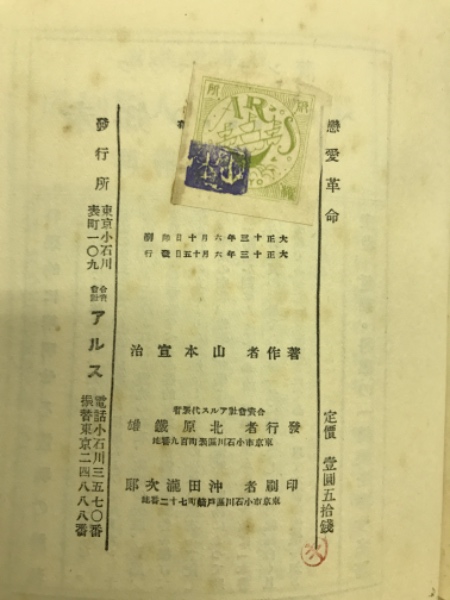 戀愛革命
定價 壹圓五拾錢
ARS
大正十三年六月十日印刷
大正十三年六月十五日發行
著作者 山本宣治
合資會社アルス代表者
發行者 北原鐵雄
東京市小石川區表町百九番地
印刷者 沖田瀧次郎
東京市小石川區戸崎町七十二番地
發行所
東京小石川
表町一〇九
合資會社
アルス
電話小石川三五七〇番
振替東京二四八八八番